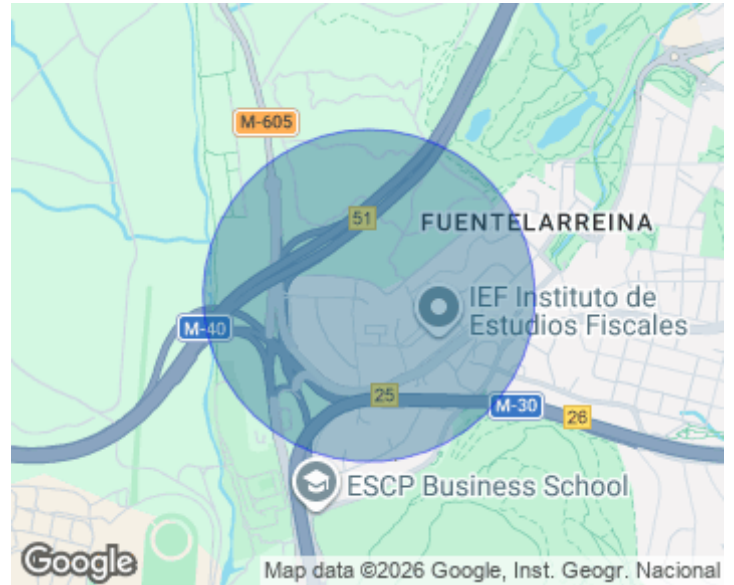 M-605
51
FUENTELARREINA
IEF Instituto de
Estudios Fiscales
M-40
25
M-30
26
ESCP Business School
Google
Map data ©2026 Google, Inst. Geogr. Nacional